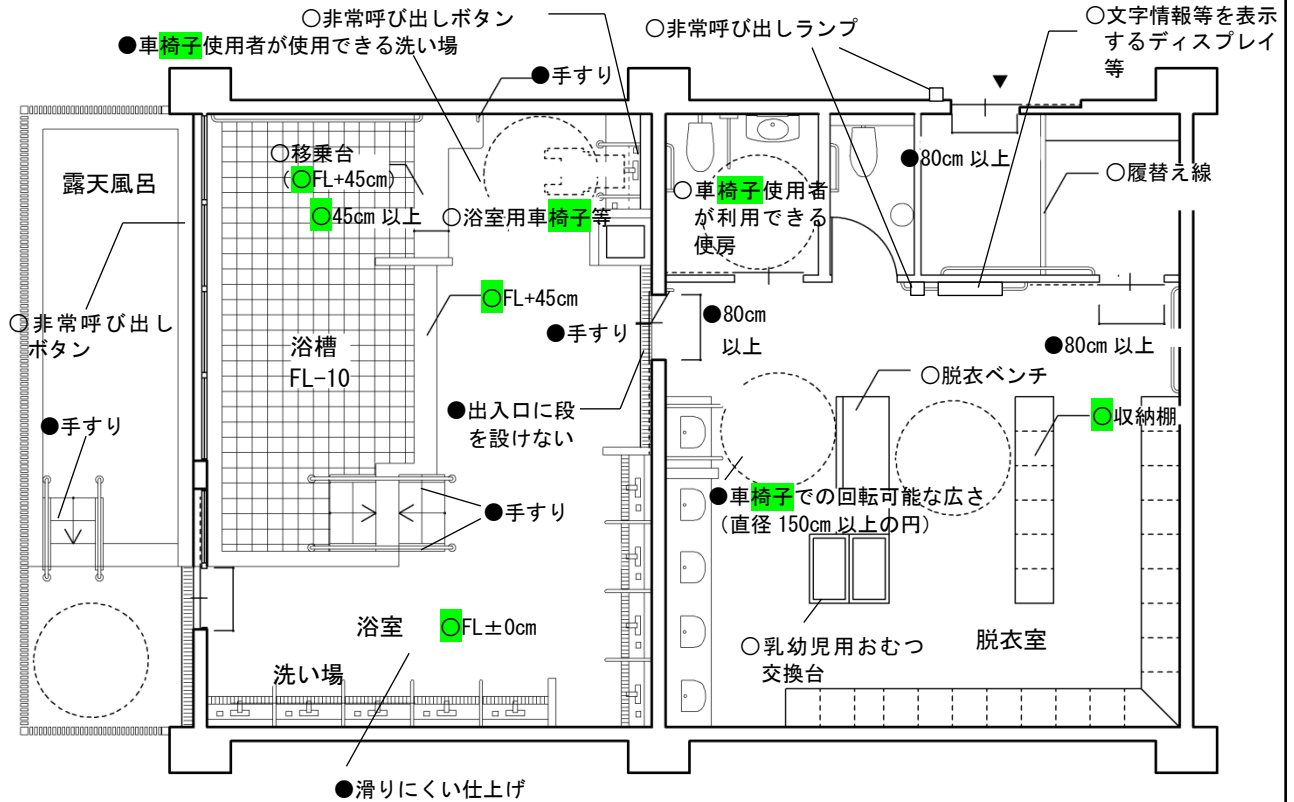 ○非常呼び出しボタン
●車椅子使用者が使用できる洗い場
●手すり
○非常呼び出しランプ
○文字情報等を表示
するディスプレイ
等
▼
露天風呂
○移乗台
(○FL+45cm)
○45cm 以上
○浴室用車椅子等
○車椅子使用者
が利用できる
便房
●80cm 以上
○履替え線
○非常呼び出し
ボタン
浴槽
FL-10
○FL+45cm
●手すり
●80cm
以上
●80cm 以上
○脱衣ベンチ
○収納棚
●手すり
●出入口に段
を設けない
●手すり
●車椅子での回転可能な広さ
(直径 150cm 以上の円)
浴室
○FL±0cm
洗い場
○乳幼児用おむつ
交換台
脱衣室
●滑りにくい仕上げ